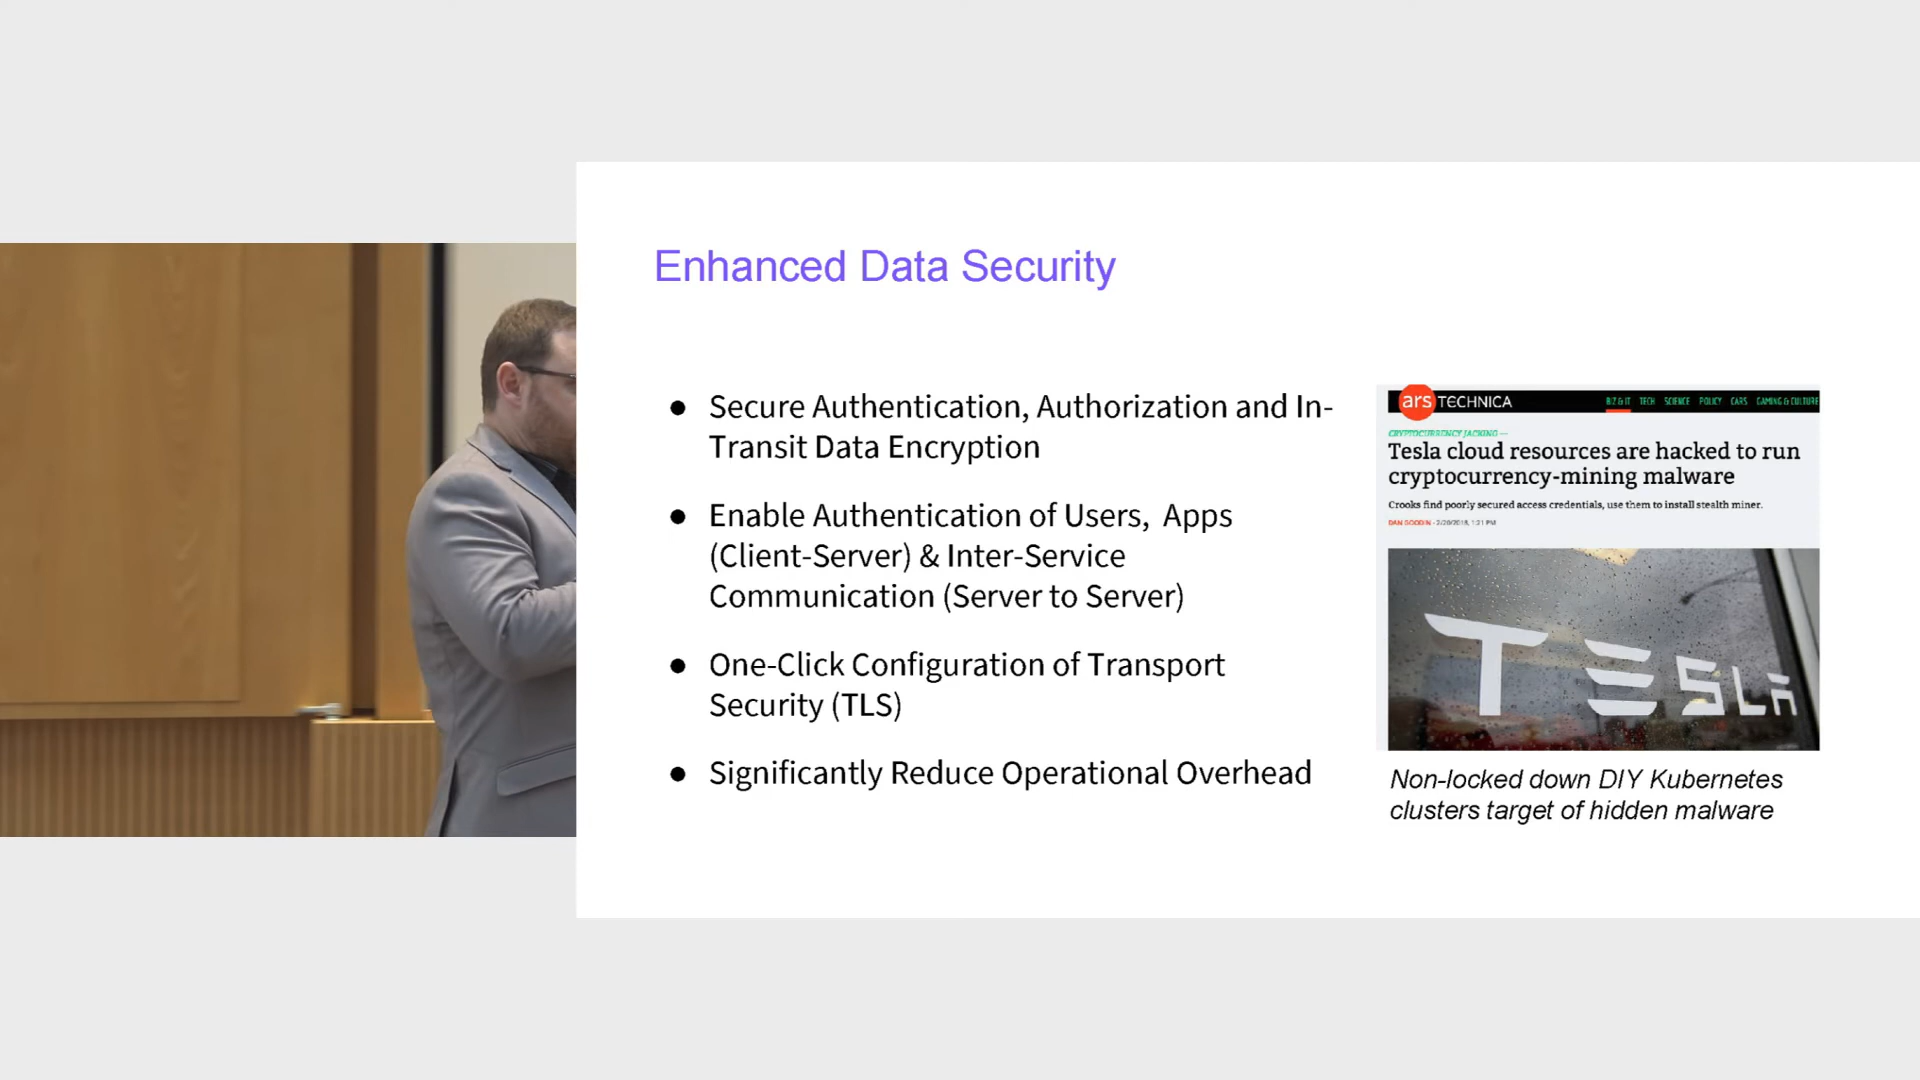 Enhanced Data Security
● Secure Authentication, Authorization and In-
Transit Data Encryption
● Enable Authentication of Users,  Apps
(Client-Server) & Inter-Service
Communication (Server to Server)
● One-Click Configuration of Transport
Security (TLS)
● Significantly Reduce Operational Overhead
ars TECHNICA BIZ & IT TECH SCIENCE POLICY CARS GAMING & CULTURE
CRYPTOCURRENCY JACKING —
Tesla cloud resources are hacked to run
cryptocurrency-mining malware
Crooks find poorly secured access credentials, use them to install stealth miner.
DAN GOODIN - 2/20/2018, 1:21 PM
TESLA
Non-locked down DIY Kubernetes
clusters target of hidden malware